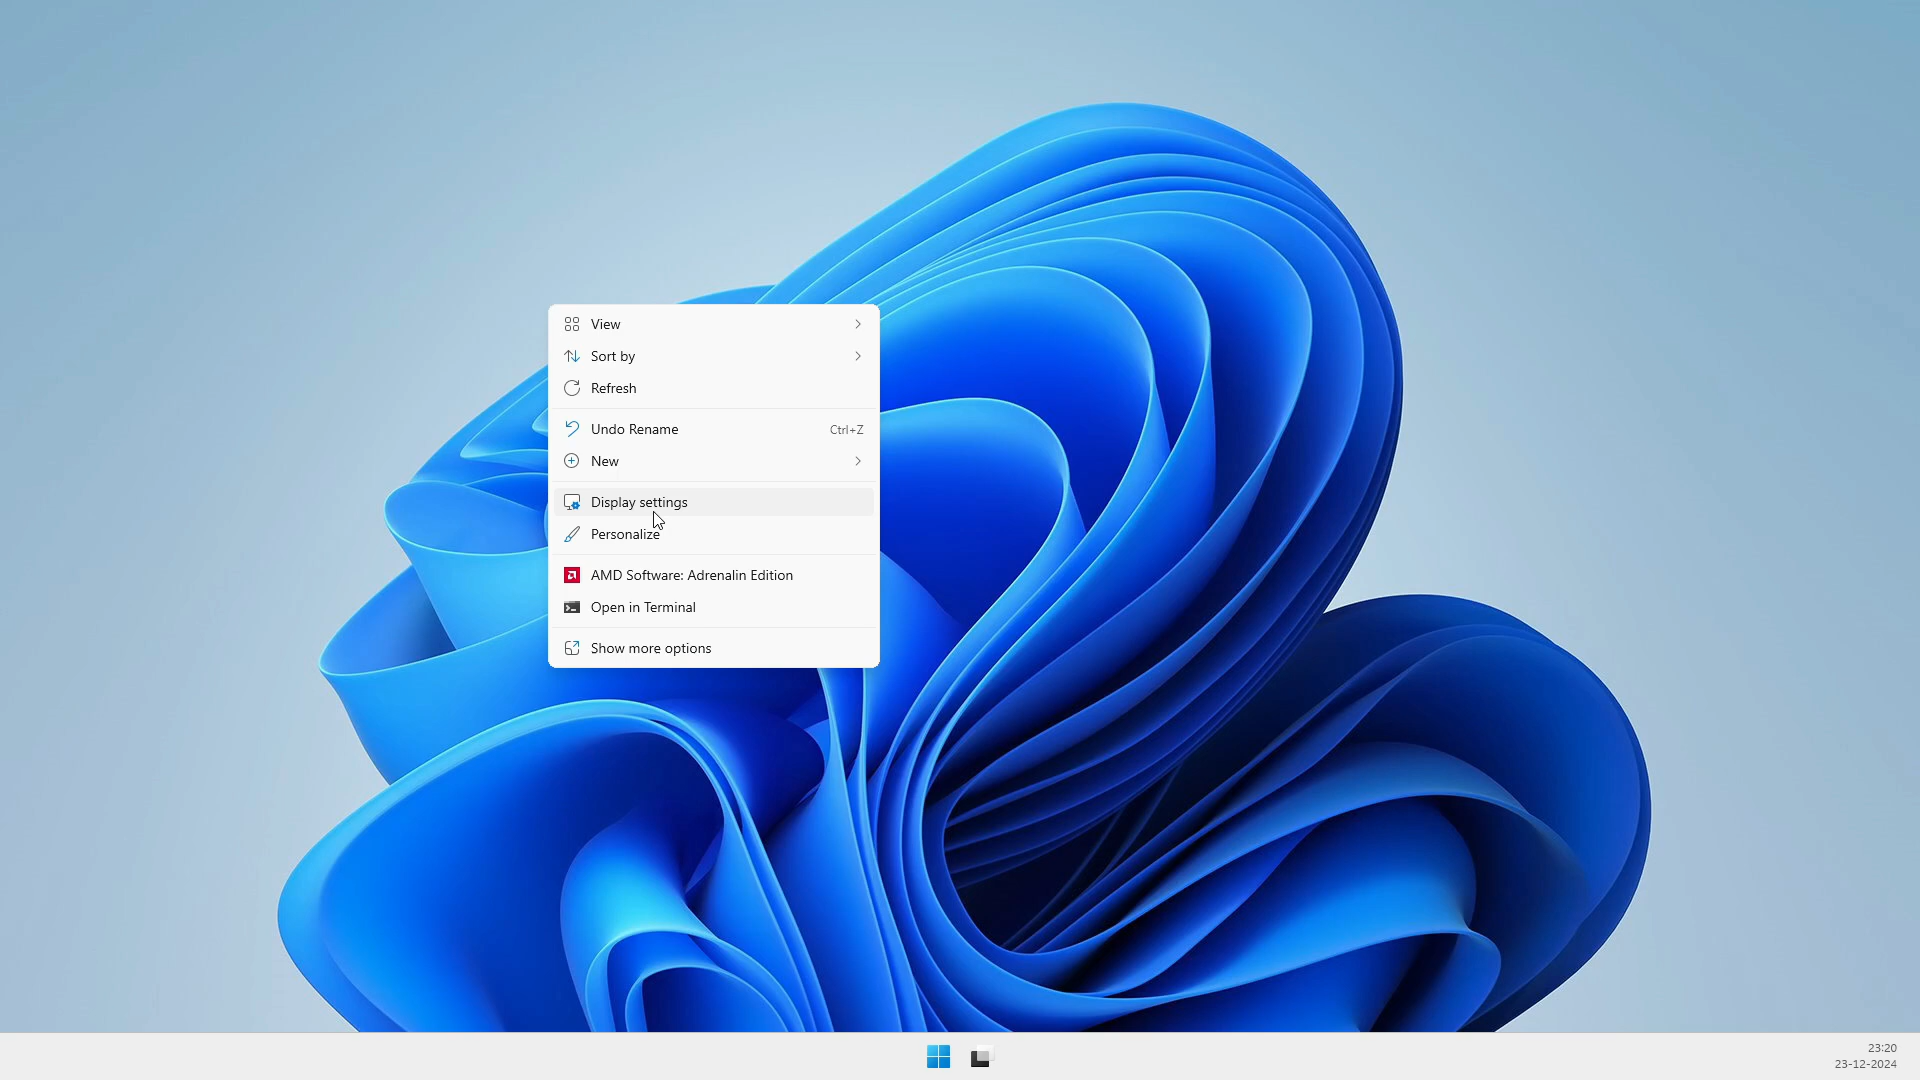 View
Sort by
Refresh
Undo Rename Ctrl+Z
New
Display settings
Personalize
AMD Software: Adrenalin Edition
Open in Terminal
Show more options
23:20
23-12-2024